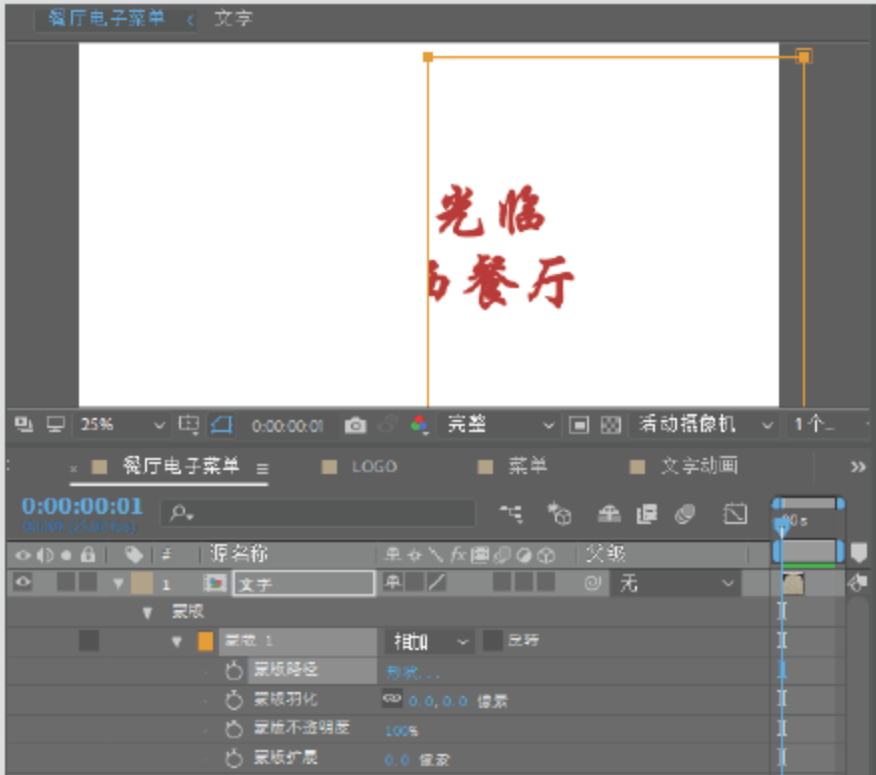 餐厅电子菜单 < 文字
光临
餐厅
25% 0:00:00:01 完整 活动摄像机 1个...
餐厅电子菜单 LOGO 菜单 文字动画
0:00:00:01
# 源名称 fx 父级
1 文字 无
蒙版
蒙版 1 相加 反转
蒙版路径 形状...
蒙版羽化 0.0,0.0 像素
蒙版不透明度 100%
蒙版扩展 0.0 像素